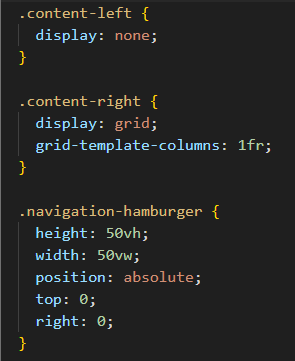 .content-left {
  display: none;
}

.content-right {
  display: grid;
  grid-template-columns: 1fr;
}

.navigation-hamburger {
  height: 50vh;
  width: 50vw;
  position: absolute;
  top: 0;
  right: 0;
}